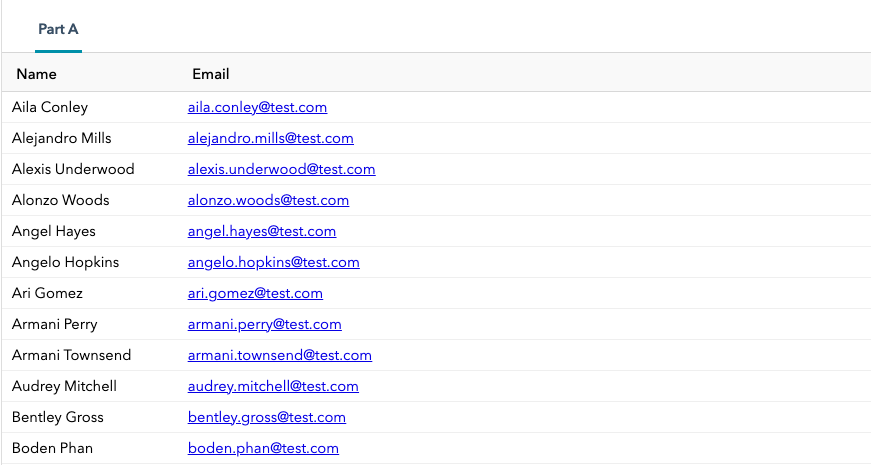 Part A
Name Email
Aila Conley aila.conley@test.com
Alejandro Mills alejandro.mills@test.com
Alexis Underwood alexis.underwood@test.com
Alonzo Woods alonzo.woods@test.com
Angel Hayes angel.hayes@test.com
Angelo Hopkins angelo.hopkins@test.com
Ari Gomez ari.gomez@test.com
Armani Perry armani.perry@test.com
Armani Townsend armani.townsend@test.com
Audrey Mitchell audrey.mitchell@test.com
Bentley Gross bentley.gross@test.com
Boden Phan boden.phan@test.com